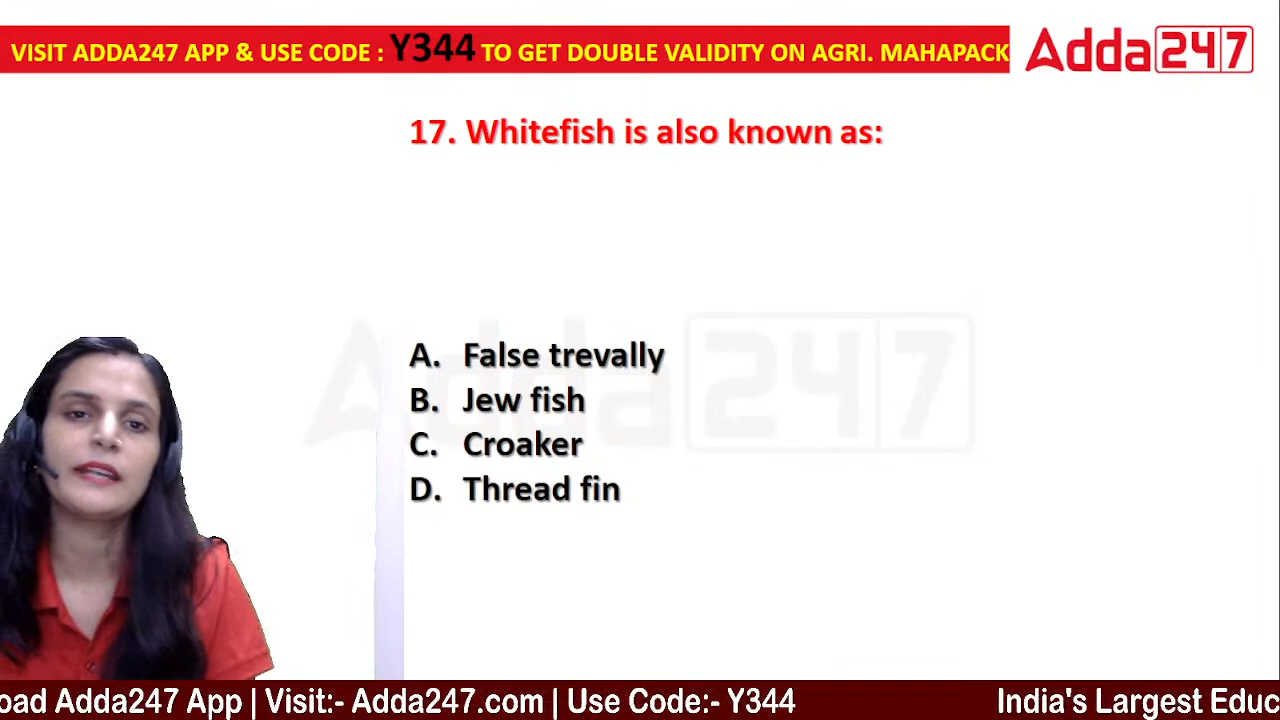 VISIT ADDA247 APP & USE CODE : Y344 TO GET DOUBLE VALIDITY ON AGRI. MAHAPACK
Adda247
17. Whitefish is also known as:
A. False trevally
B. Jew fish
C. Croaker
D. Thread fin
Adda247
oad Adda247 App | Visit:- Adda247.com | Use Code:- Y344 India's Largest Educ